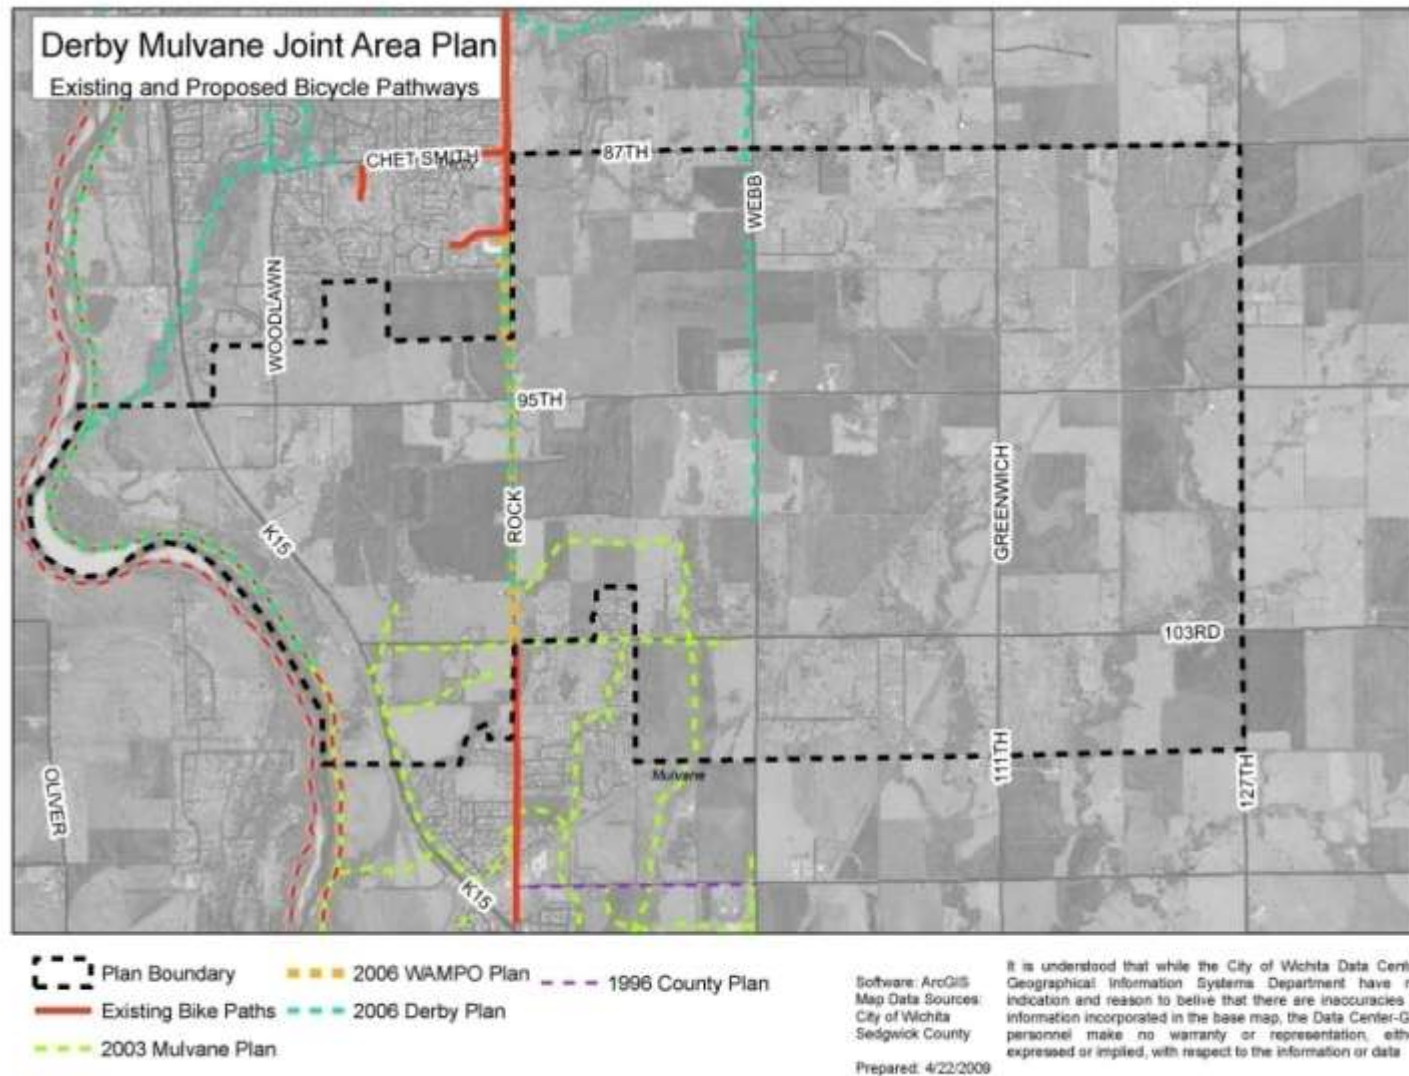 Derby Mulvane Joint Area Plan
Existing and Proposed Bicycle Pathways
CHET SMITH
87TH
WEBB
WOODLAWN
95TH
ROCK
GREENWICH
K15
103RD
111TH
127TH
Mulvane
OLIVER
K15
Plan Boundary
Existing Bike Paths
2003 Mulvane Plan
2006 WAMPO Plan
2006 Derby Plan
1996 County Plan
Software: ArcGIS
Map Data Sources:
City of Wichita
Sedgwick County
Prepared: 4/22/2009
It is understood that while the City of Wichita Data Cent
Geographical Information Systems Department have
indication and reason to belive that there are inaccuracies
information incorporated in the base map, the Data Center-G
personnel make no warranty or representation, eith
expressed or implied, with respect to the information or data